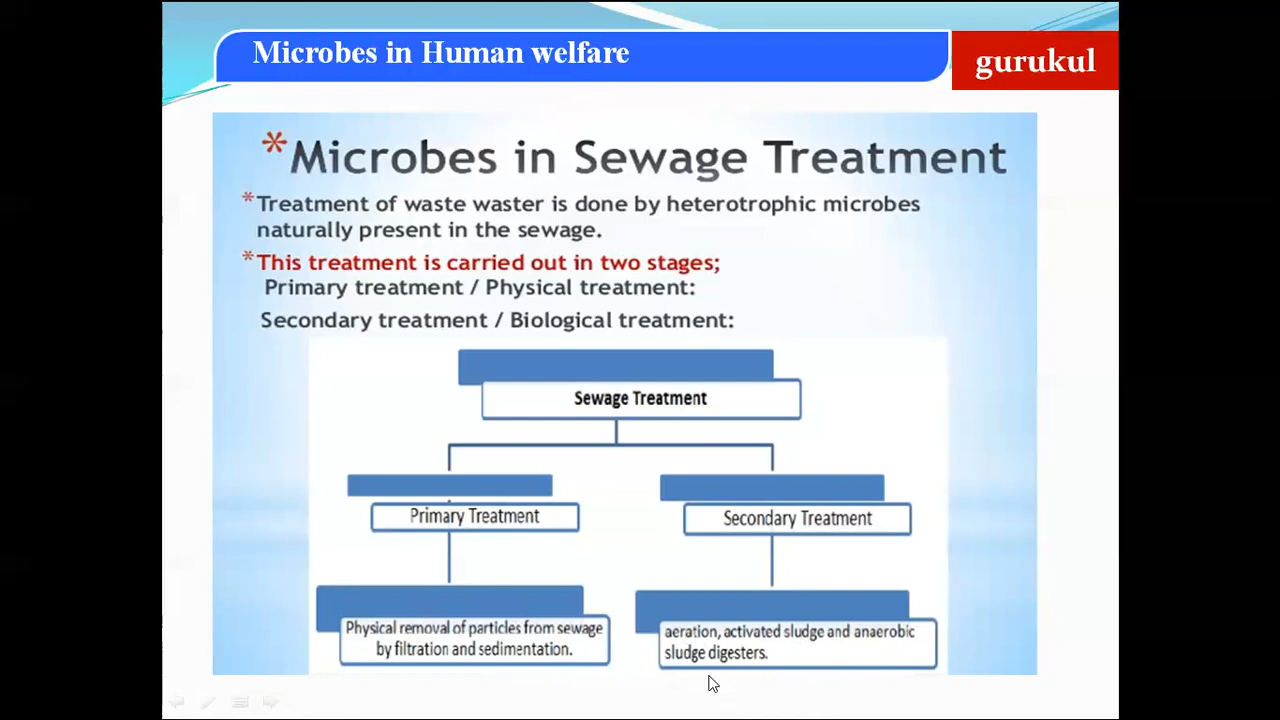 Microbes in Human welfare
gurukul
*Microbes in Sewage Treatment
*Treatment of waste waster is done by heterotrophic microbes
naturally present in the sewage.
*This treatment is carried out in two stages;
Primary treatment / Physical treatment:
Secondary treatment / Biological treatment:
Sewage Treatment
Primary Treatment
Secondary Treatment
Physical removal of particles from sewage
by filtration and sedimentation.
aeration, activated sludge and anaerobic
sludge digesters.